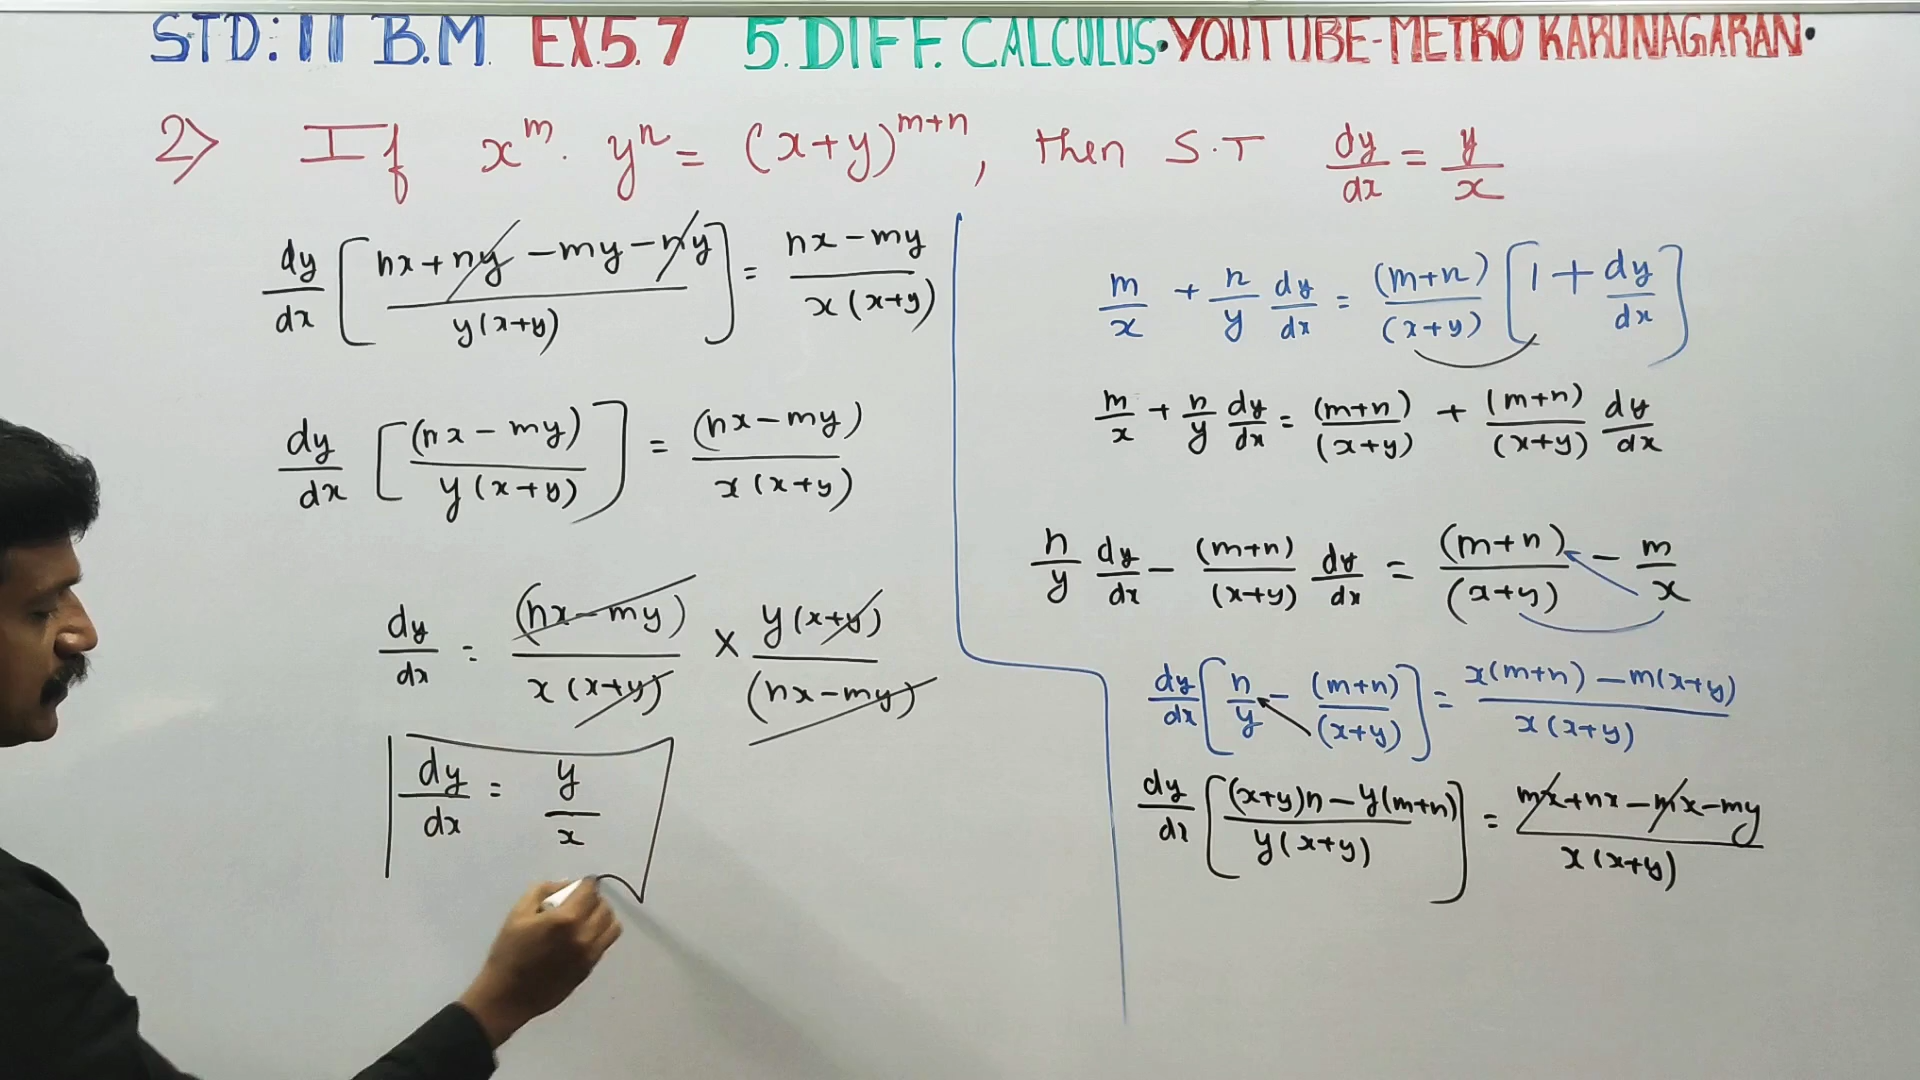 STD: 11 B.M. EX.5.7 5. DIFF. CALCULUS • YOUTUBE-METRO KARUNAGARAN •
2) If x^m . y^n = (x+y)^(m+n), then S.T dy/dx = y/x
m/x + n/y dy/dx = (m+n)/(x+y) [1 + dy/dx]
m/x + n/y dy/dx = (m+n)/(x+y) + (m+n)/(x+y) dy/dx
n/y dy/dx - (m+n)/(x+y) dy/dx = (m+n)/(x+y) - m/x
dy/dx [n/y - (m+n)/(x+y)] = x(m+n) - m(x+y) / x(x+y)
dy/dx [(x+y)n - y(m+n) / y(x+y)] = mx + nx - mx - my / x(x+y)
dy/dx [nx + ny - my - ny / y(x+y)] = nx - my / x(x+y)
dy/dx [(nx - my) / y(x+y)] = (nx - my) / x(x+y)
dy/dx = (nx - my) / x(x+y) × y(x+y) / (nx - my)
dy/dx = y/x